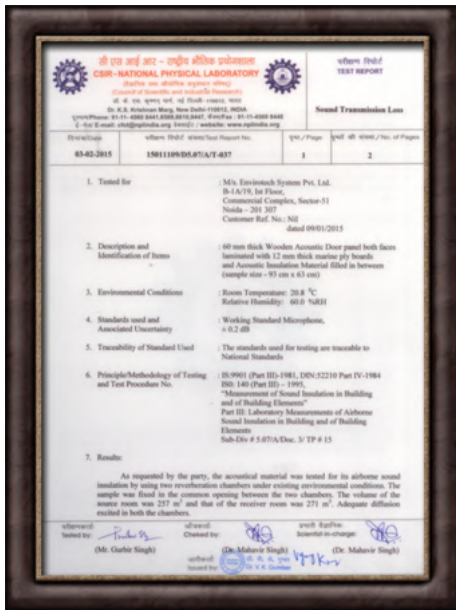 सी एस आई आर – राष्ट्रीय भौतिक प्रयोगशाला
CSIR–NATIONAL PHYSICAL LABORATORY
(Council of Scientific and Industrial Research)
Dr. K.S. Krishnan Marg, New Delhi-110012, INDIA
परीक्षण रिपोर्ट
TEST REPORT
Sound Transmission Loss
दिनांक/Date
परीक्षण रिपोर्ट संख्या/Test Report No.
पृष्ठ/Page
पृष्ठों की संख्या/No. of Pages
03-02-2015
15011109/D5.07/A/T-037
1
2
1. Tested for : M/s. Envirotech System Pvt. Ltd.
B-1A/19, Ist Floor,
Commercial Complex, Sector-51
Noida – 201 307
Customer Ref. No.: Nil
dated 09/01/2015
2. Description and : 60 mm thick Wooden Acoustic Door panel both faces
Identification of Items laminated with 12 mm thick marine ply boards
and Acoustic Insulation Material filled in between
(sample size - 93 cm x 63 cm)
3. Environmental Conditions : Room Temperature: 20.8 ⁰C
Relative Humidity: 60.0 %RH
4. Standards used and : Working Standard Microphone,
Associated Uncertainty ± 0.2 dB
5. Traceability of Standard Used : The standards used for testing are traceable to
National Standards
6. Principle/Methodology of Testing : IS:9901 (Part III)-1981, DIN:52210 Part IV-1984
and Test Procedure No. IS0: 140 (Part III) – 1995,
"Measurement of Sound Insulation in Building
and of Building Elements"
Part III: Laboratory Measurements of Airborne
Sound Insulation in Building and of Building
Elements
Sub-Div # 5.07/A/Doc. 3/ TP # 15
7. Results:
As requested by the party, the acoustical material was tested for its airborne sound
insulation by using two reverberation chambers under existing environmental conditions. The
sample was fixed in the common opening between the two chambers. The volume of the
source room was 257 m³ and that of the receiver room was 271 m³. Adequate diffusion
excited in both the chambers.
Tested by:
Checked by:
Scientist in-charge:
(Mr. Gurbir Singh)
(Dr. Mahavir Singh)
(Dr. Mahavir Singh)
Issued by: